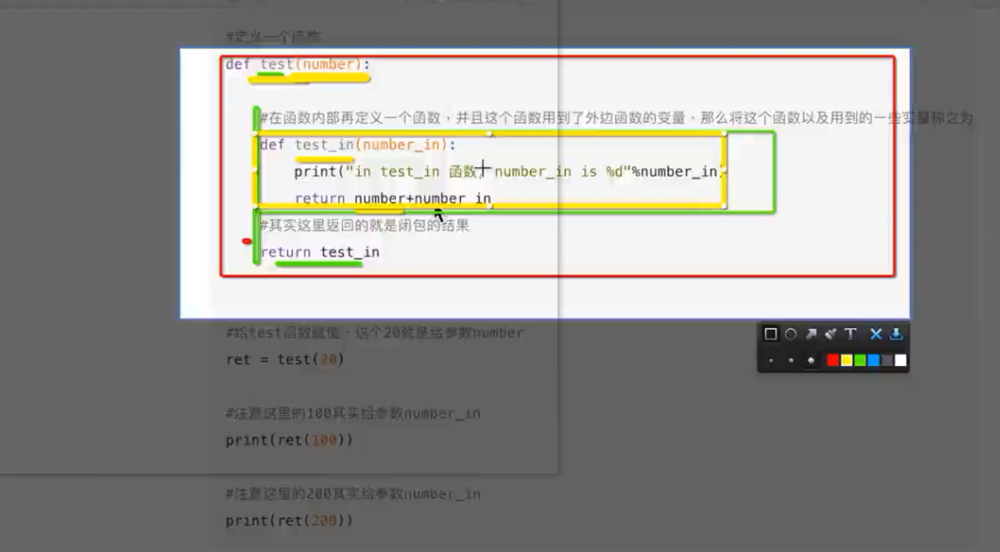 #定义一个函数
def test(number):
#在函数内部再定义一个函数，并且这个函数用到了外边函数的变量，那么将这个函数以及用到的一些变量称之为
def test_in(number_in):
print("in test_in 函数, number_in is %d"%number_in)
return number+number_in
#其实这里返回的就是闭包的结果
return test_in
#给test函数赋值，这个20就是给参数number
ret = test(20)
#注意这里的100其实给参数number_in
print(ret(100))
#注意这里的200其实给参数number_in
print(ret(200))
T